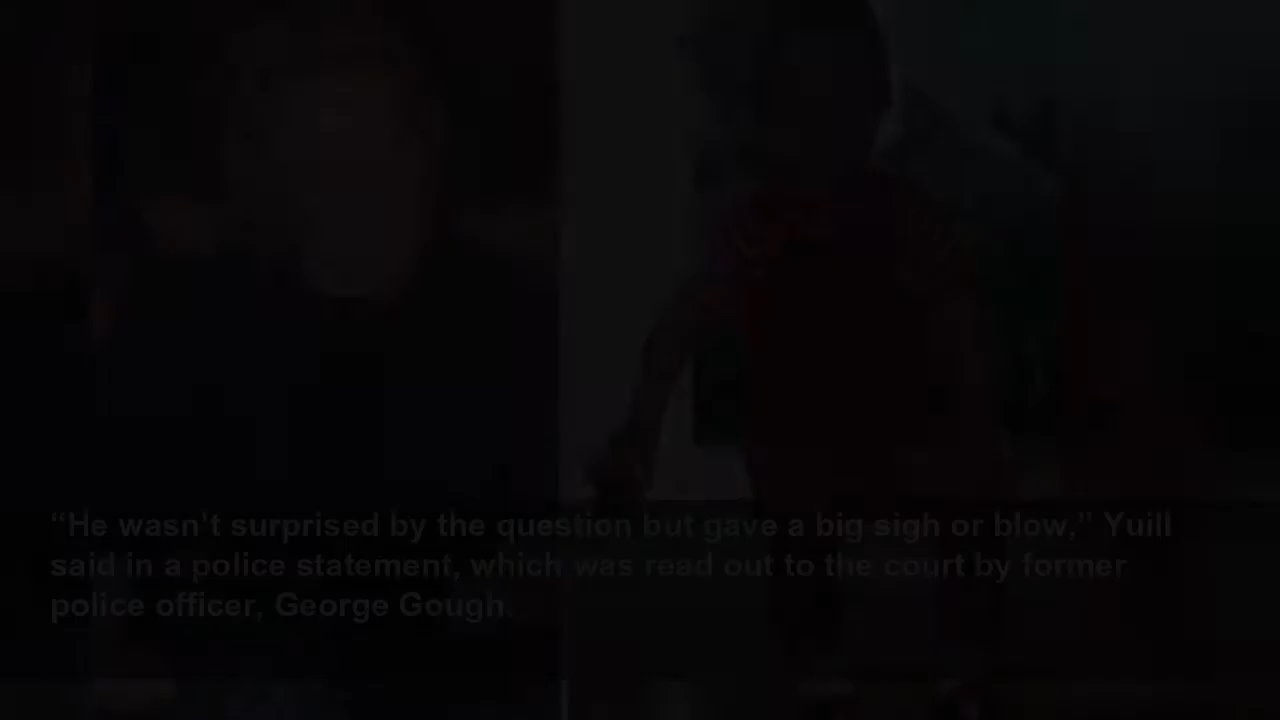 “He wasn’t surprised by the question but gave a big sigh or blow,” Yuill
said in a police statement, which was read out to the court by former
police officer, George Gough.